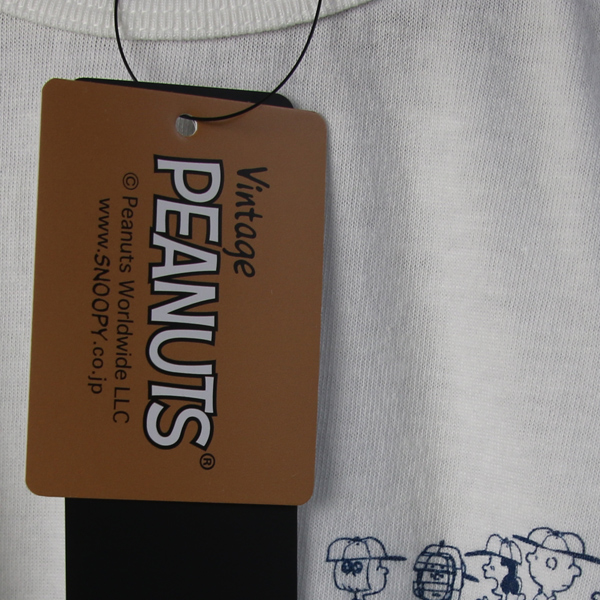 Vintage
PEANUTS®
© Peanuts Worldwide LLC
www.SNOOPY.co.jp